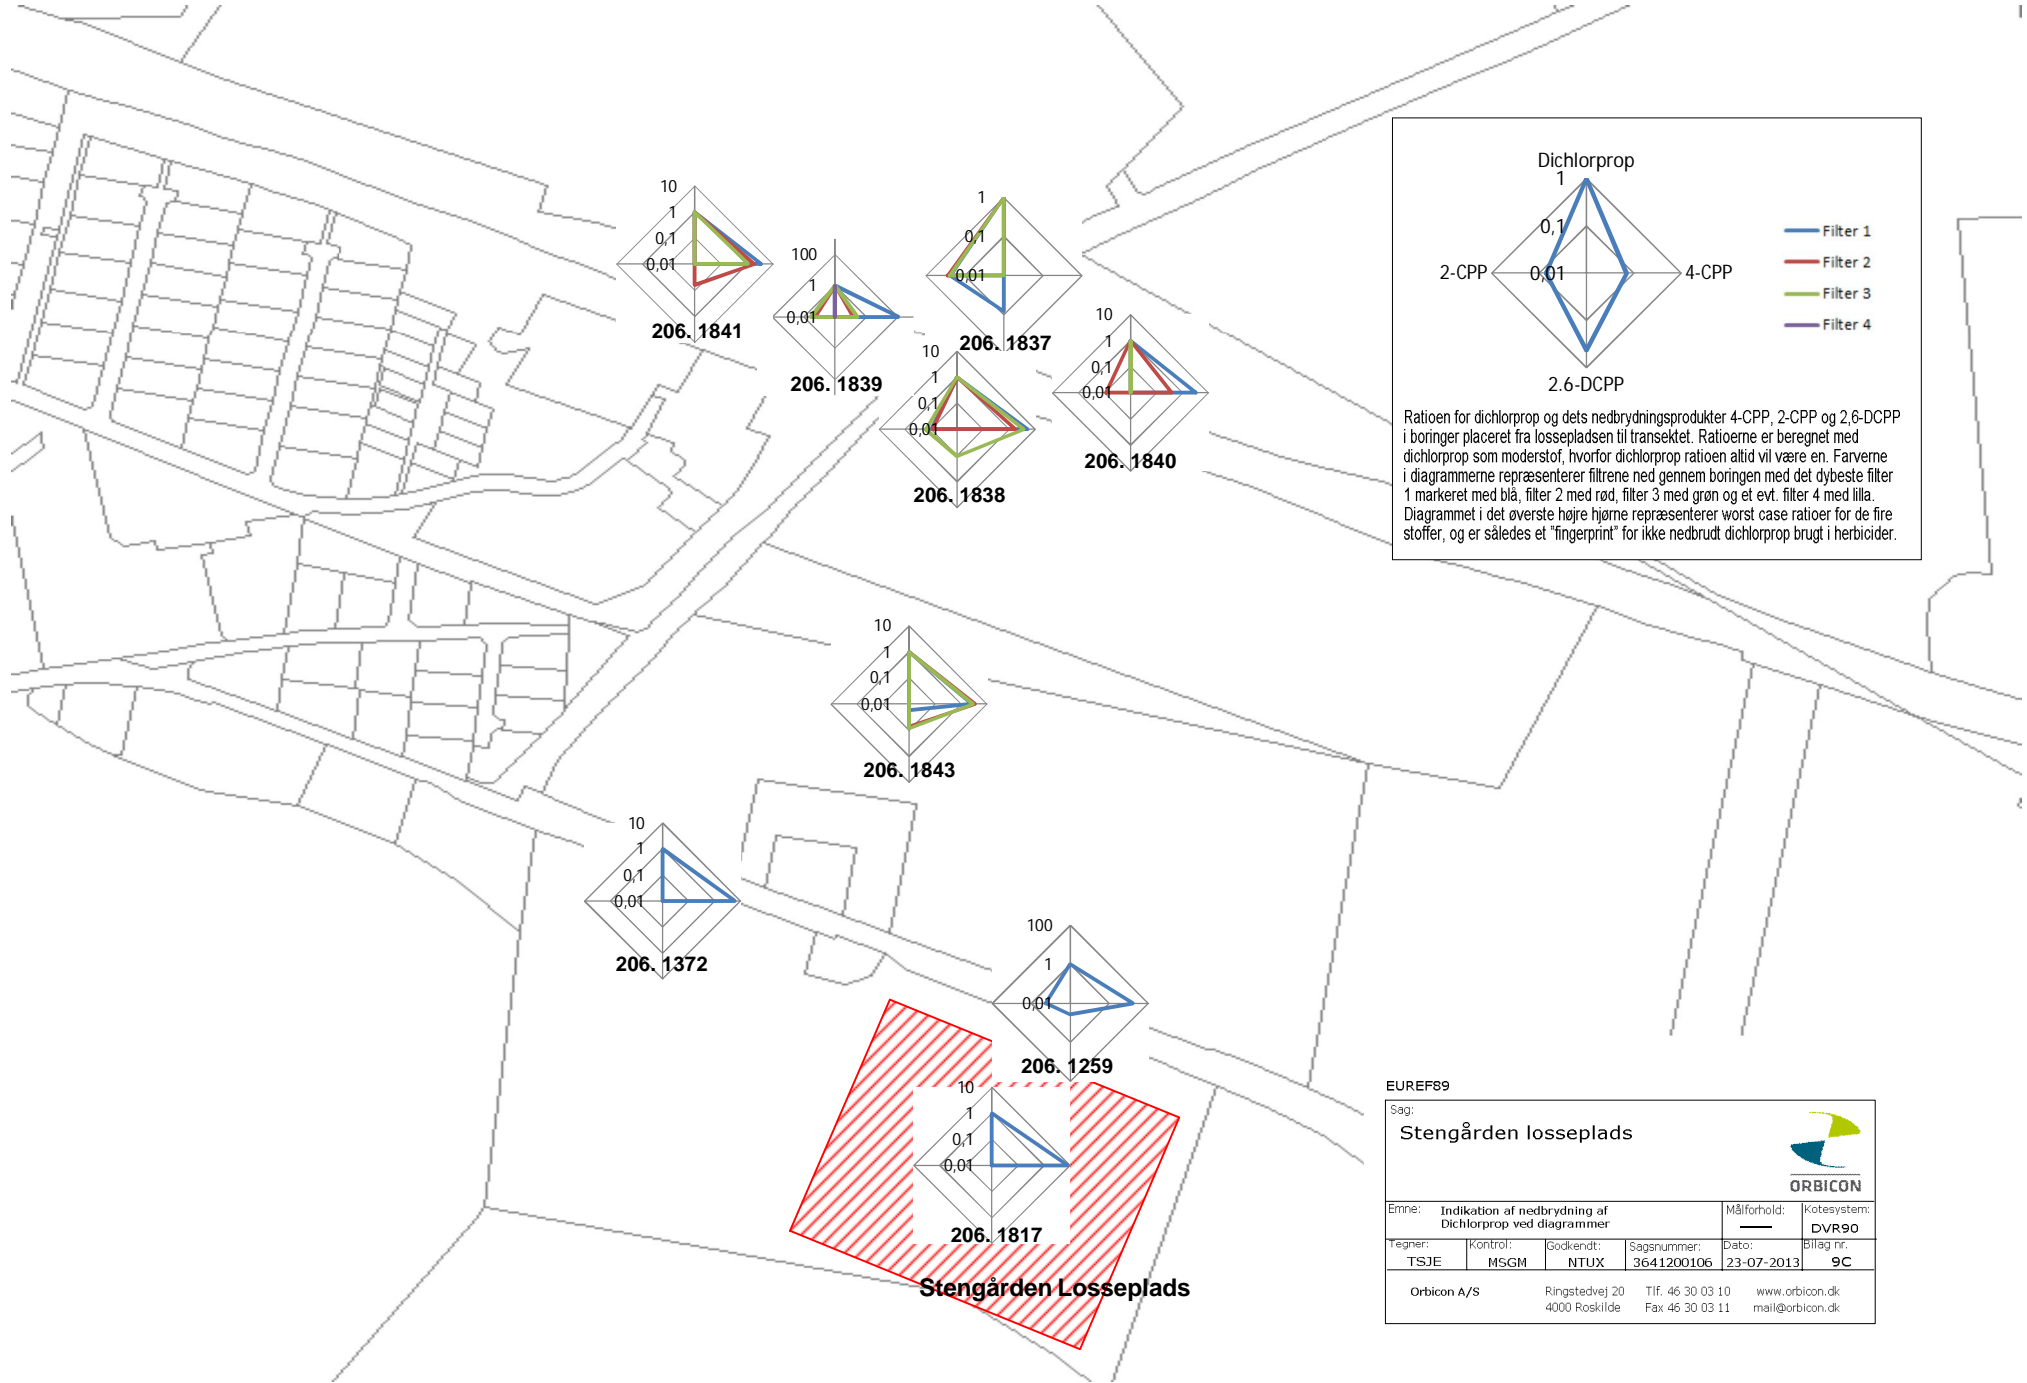 10
1
0,1
0,01
206. 1841
100
1
0,01
206. 1839
1
0,1
0,01
206. 1837
10
1
0,1
0,01
206. 1838
10
1
0,1
0,01
206. 1840
Dichlorprop
1
0,1
0,01
2-CPP
4-CPP
2.6-DCPP
Filter 1
Filter 2
Filter 3
Filter 4
Ratioen for dichlorprop og dets nedbrydningsprodukter 4-CPP, 2-CPP og 2,6-DCPP
i boringer placeret fra lossepladsen til transektet. Ratioerne er beregnet med
dichlorprop som moderstof, hvorfor dichlorprop ratioen altid vil være en. Farverne
i diagrammerne repræsenterer filtrene ned gennem boringen med det dybeste filter
1 markeret med blå, filter 2 med rød, filter 3 med grøn og et evt. filter 4 med lilla.
Diagrammet i det øverste højre hjørne repræsenterer worst case ratioer for de fire
stoffer, og er således et "fingerprint" for ikke nedbrudt dichlorprop brugt i herbicider.
10
1
0,1
0,01
206. 1843
10
1
0,1
0,01
206. 1372
100
1
0,01
206. 1259
10
1
0,1
0,01
206. 1817
Stengården Losseplads
EUREF89
Sag:
Stengården losseplads
ORBICON
Emne: Indikation af nedbrydning af
Dichlorprop ved diagrammer
Målforhold:
Kotesystem:
DVR90
Tegner:
TSJE
Kontrol:
MSGM
Godkendt:
NTUX
Sagsnummer:
3641200106
Dato:
23-07-2013
Bilag nr.
9C
Orbicon A/S
Ringstedvej 20
4000 Roskilde
Tlf. 46 30 03 10
Fax 46 30 03 11
www.orbicon.dk
mail@orbicon.dk